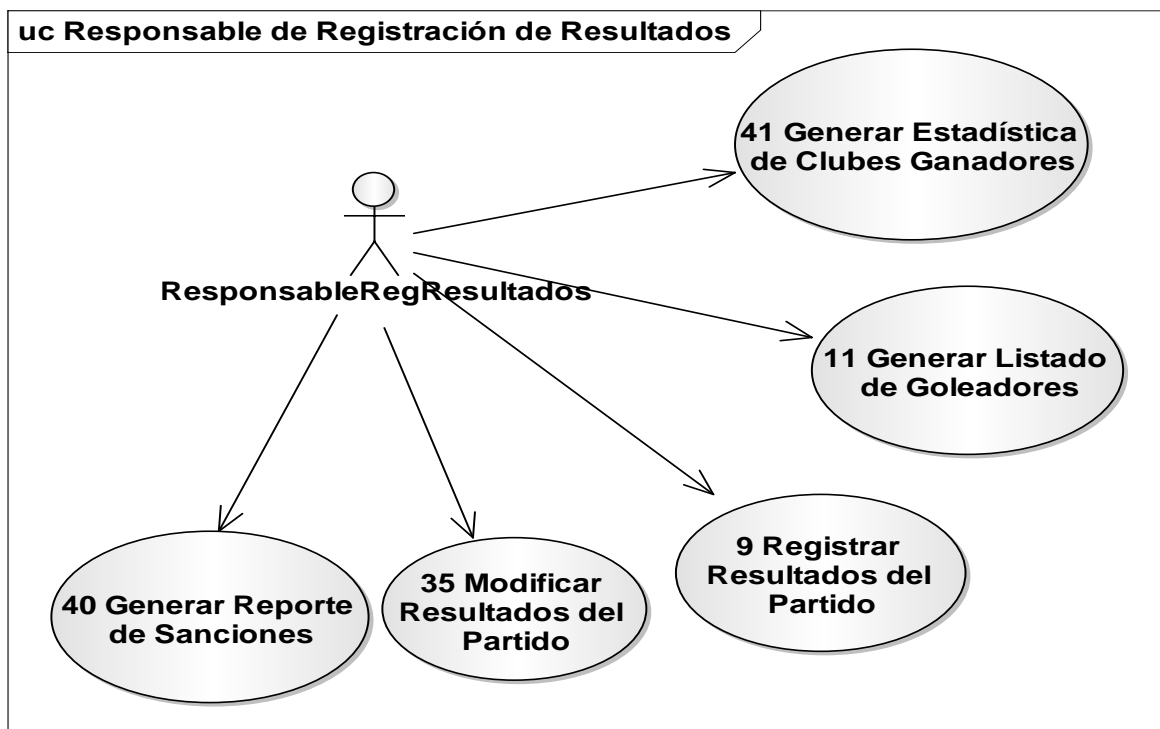 uc Responsable de Registración de Resultados
41 Generar Estadística
de Clubes Ganadores
ResponsableRegResultados
11 Generar Listado
de Goleadores
9 Registrar
Resultados del
Partido
35 Modificar
Resultados del
Partido
40 Generar Reporte
de Sanciones